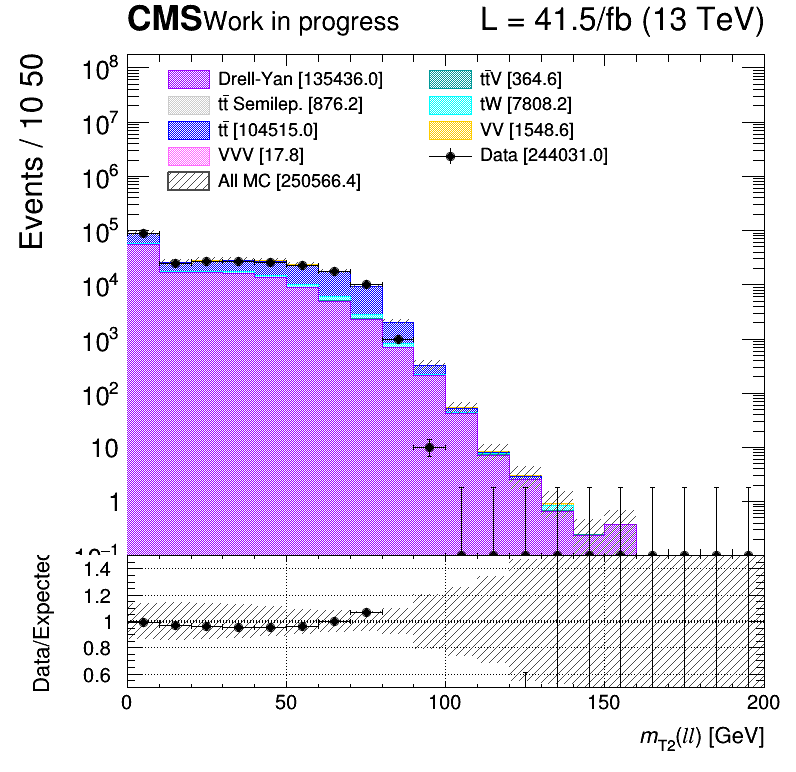 CMS Work in progress L = 41.5/fb (13 TeV)
Events / 10 50
Drell-Yan [135436.0] tt̄V [364.6]
tt̄ Semilep. [876.2] tW [7808.2]
tt̄ [104515.0] VV [1548.6]
VVV [17.8] Data [244031.0]
All MC [250566.4]
10⁸
10⁷
10⁶
10⁵
10⁴
10³
10²
10
1
10⁻¹
Data/Expected
1.4
1.2
1
0.8
0.6
0 50 100 150 200
m_T2(ll) [GeV]